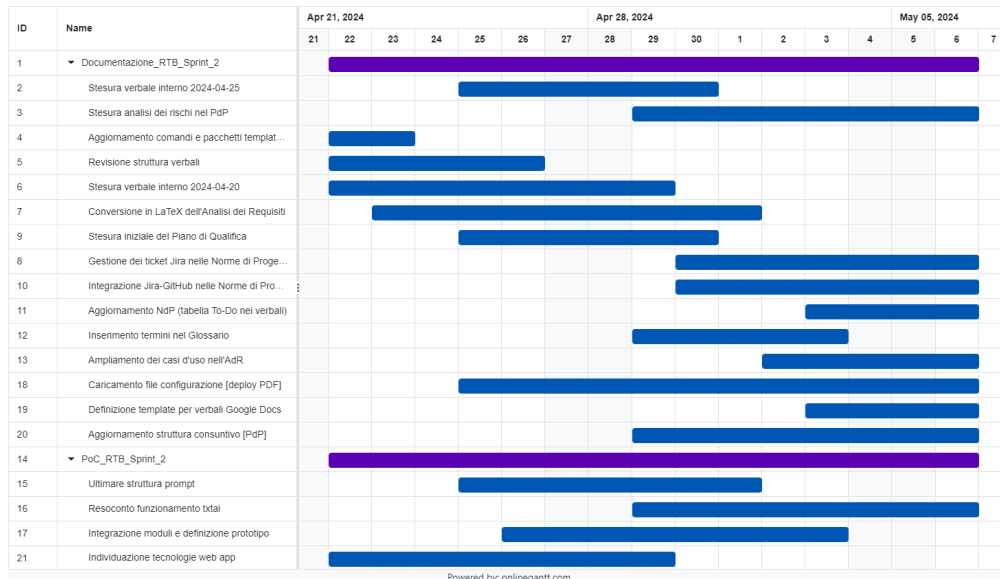 ID Name Apr 21, 2024 Apr 28, 2024 May 05, 2024
21 22 23 24 25 26 27 28 29 30 1 2 3 4 5 6 7
1 Documentazione_RTB_Sprint_2
2 Stesura verbale interno 2024-04-25
3 Stesura analisi dei rischi nel PdP
4 Aggiornamento comandi e pacchetti templat...
5 Revisione struttura verbali
6 Stesura verbale interno 2024-04-20
7 Conversione in LaTeX dell'Analisi dei Requisiti
9 Stesura iniziale del Piano di Qualifica
8 Gestione dei ticket Jira nelle Norme di Proge...
10 Integrazione Jira-GitHub nelle Norme di Pro...
11 Aggiornamento NdP (tabella To-Do nei verbali)
12 Inserimento termini nel Glossario
13 Ampliamento dei casi d'uso nell'AdR
18 Caricamento file configurazione [deploy PDF]
19 Definizione template per verbali Google Docs
20 Aggiornamento struttura consuntivo [PdP]
14 PoC_RTB_Sprint_2
15 Ultimare struttura prompt
16 Resoconto funzionamento txtai
17 Integrazione moduli e definizione prototipo
21 Individuazione tecnologie web app
Powered by: onlinegantt.com